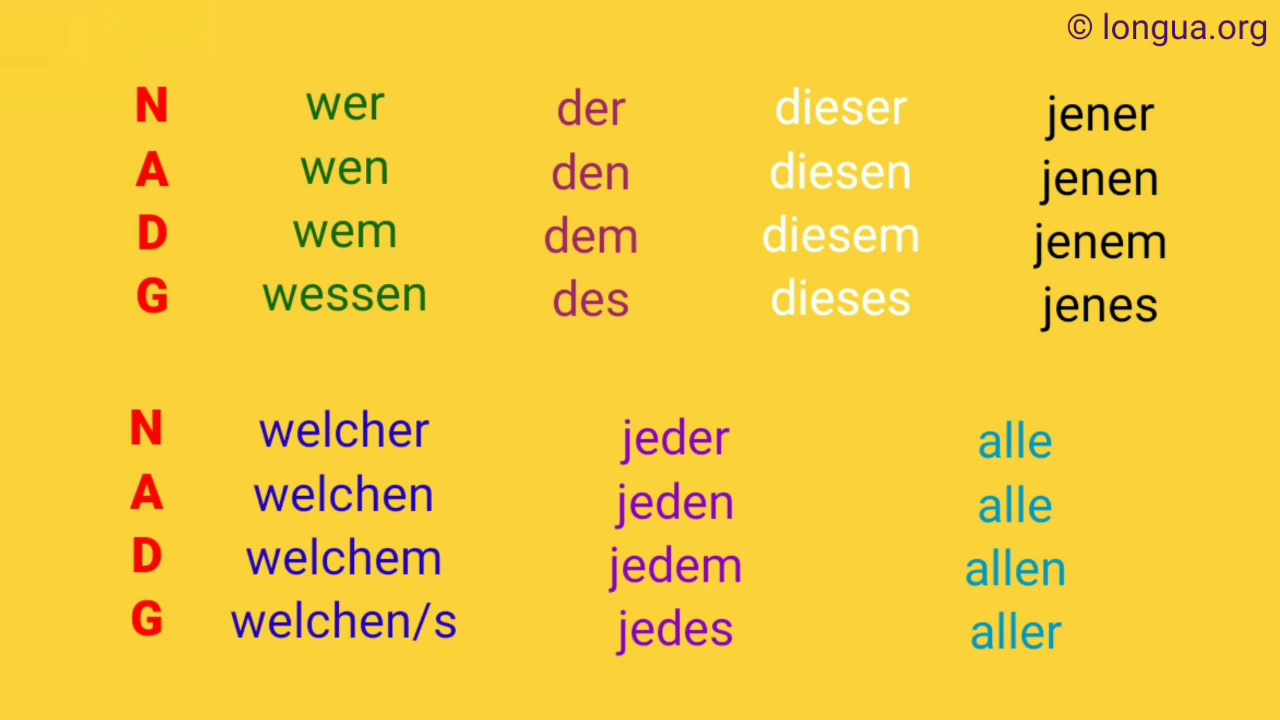 © longua.org
N wer der dieser jener
A wen den diesen jenen
D wem dem diesem jenem
G wessen des dieses jenes
N welcher jeder alle
A welchen jeden alle
D welchem jedem allen
G welchen/s jedes aller